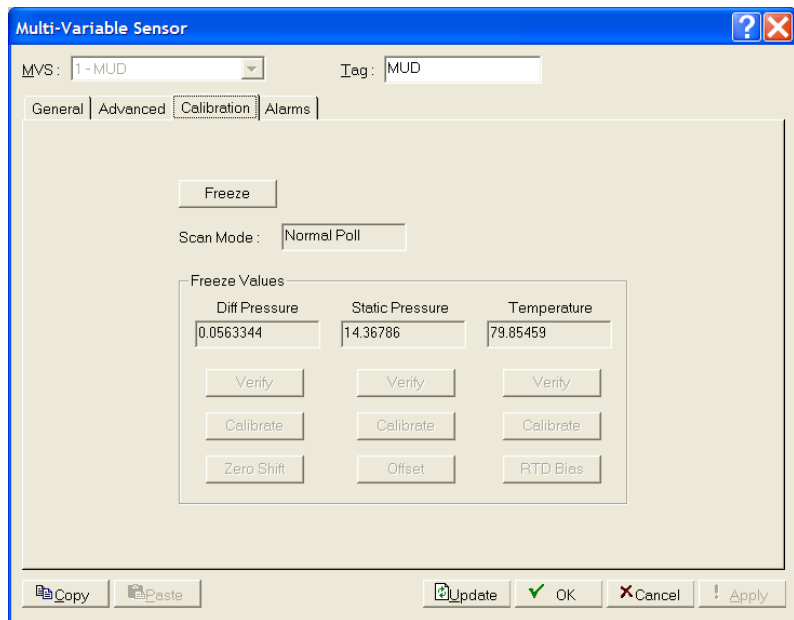 Multi-Variable Sensor
MVS: 1 - MUD Tag: MUD
General Advanced Calibration Alarms
Freeze
Scan Mode: Normal Poll
Freeze Values
Diff Pressure Static Pressure Temperature
0.0563344 14.36786 79.85459
Verify Verify Verify
Calibrate Calibrate Calibrate
Zero Shift Offset RTD Bias
Copy Paste Update OK Cancel ! Apply